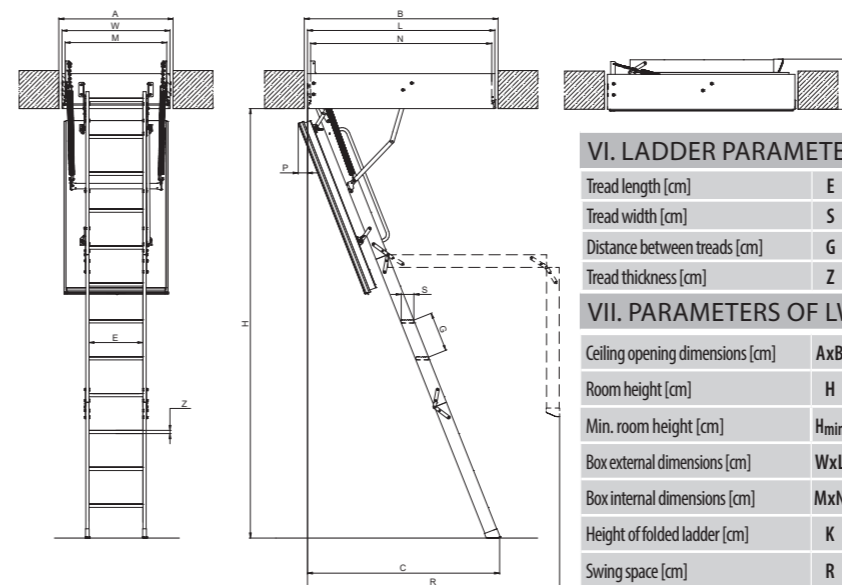 A
W
M
B
L
N
P
S
G
H
E
Z
C
R
VI. LADDER PARAMETE
Tread length [cm] E
Tread width [cm] S
Distance between treads [cm] G
Tread thickness [cm] Z
VII. PARAMETERS OF LW
Ceiling opening dimensions [cm] AxB
Room height [cm] H
Min. room height [cm] Hmin
Box external dimensions [cm] WxL
Box internal dimensions [cm] MxN
Height of folded ladder [cm] K
Swing space [cm] R